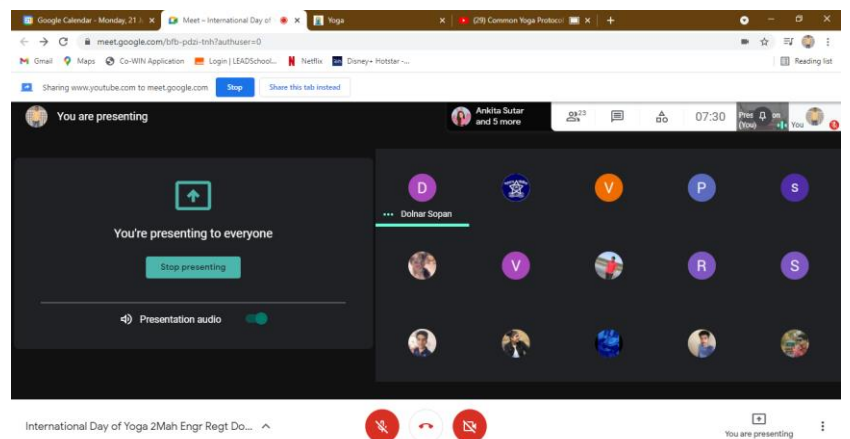 Google Calendar - Monday, 21 J
Meet – International Day of
Yoga
(29) Common Yoga Protocol
meet.google.com/bfb-pdzi-tnh?authuser=0
Gmail
Maps
Co-WIN Application
Login | LEADSchool...
Netflix
Disney+ Hotstar -...
Reading list
Sharing www.youtube.com to meet.google.com
Stop
Share this tab instead
You are presenting
Ankita Sutar
and 5 more
23
07:30
Pres
on
(You)
You
You're presenting to everyone
Stop presenting
Presentation audio
D
V
P
S
Dolnar Sopan
V
R
S
International Day of Yoga 2Mah Engr Regt Do...
You are presenting